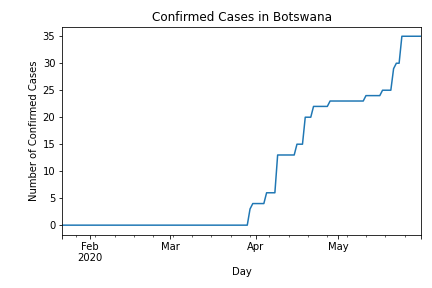 Confirmed Cases in Botswana
35
30
25
20
15
10
5
0
Number of Confirmed Cases
Feb
2020
Mar
Apr
May
Day